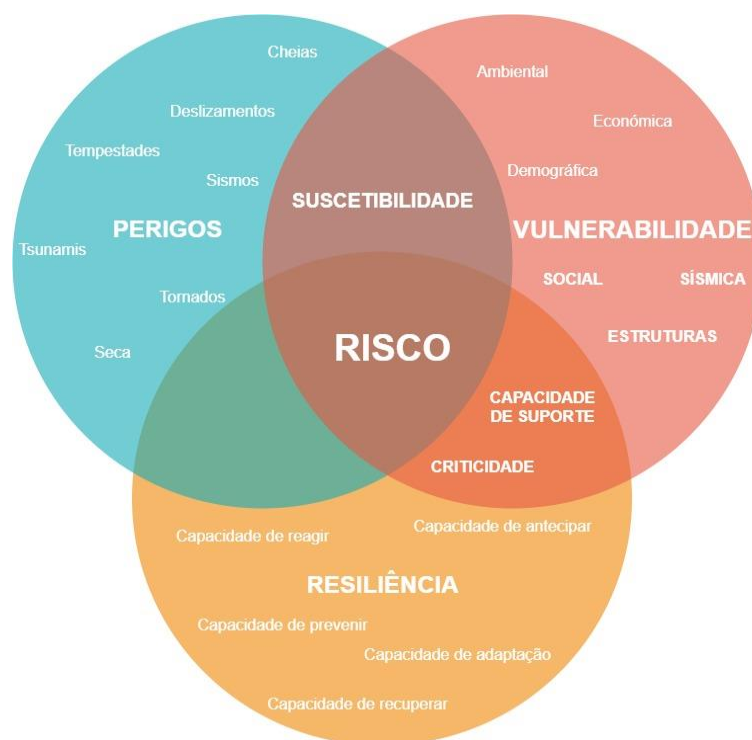 Cheias
Deslizamentos
Tempestades
Sismos
PERIGOS
Tsunamis
Tornados
Seca
SUSCETIBILIDADE
Ambiental
Económica
Demográfica
VULNERABILIDADE
SOCIAL
SÍSMICA
ESTRUTURAS
RISCO
CAPACIDADE
DE SUPORTE
CRITICIDADE
Capacidade de reagir
Capacidade de antecipar
RESILIÊNCIA
Capacidade de prevenir
Capacidade de adaptação
Capacidade de recuperar